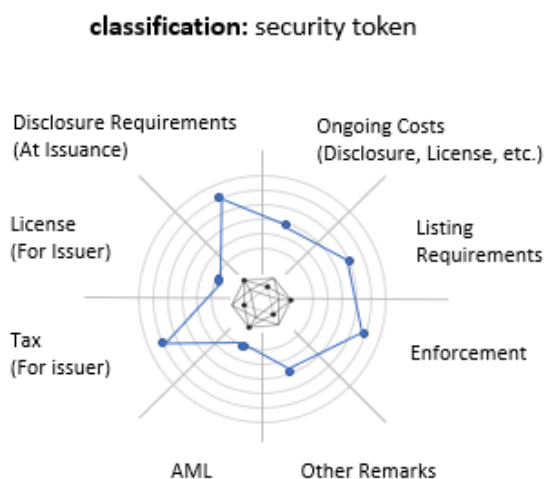 classification: security token
Disclosure Requirements
(At Issuance)
Ongoing Costs
(Disclosure, License, etc.)
License
(For Issuer)
Listing
Requirements
Tax
(For issuer)
Enforcement
AML
Other Remarks